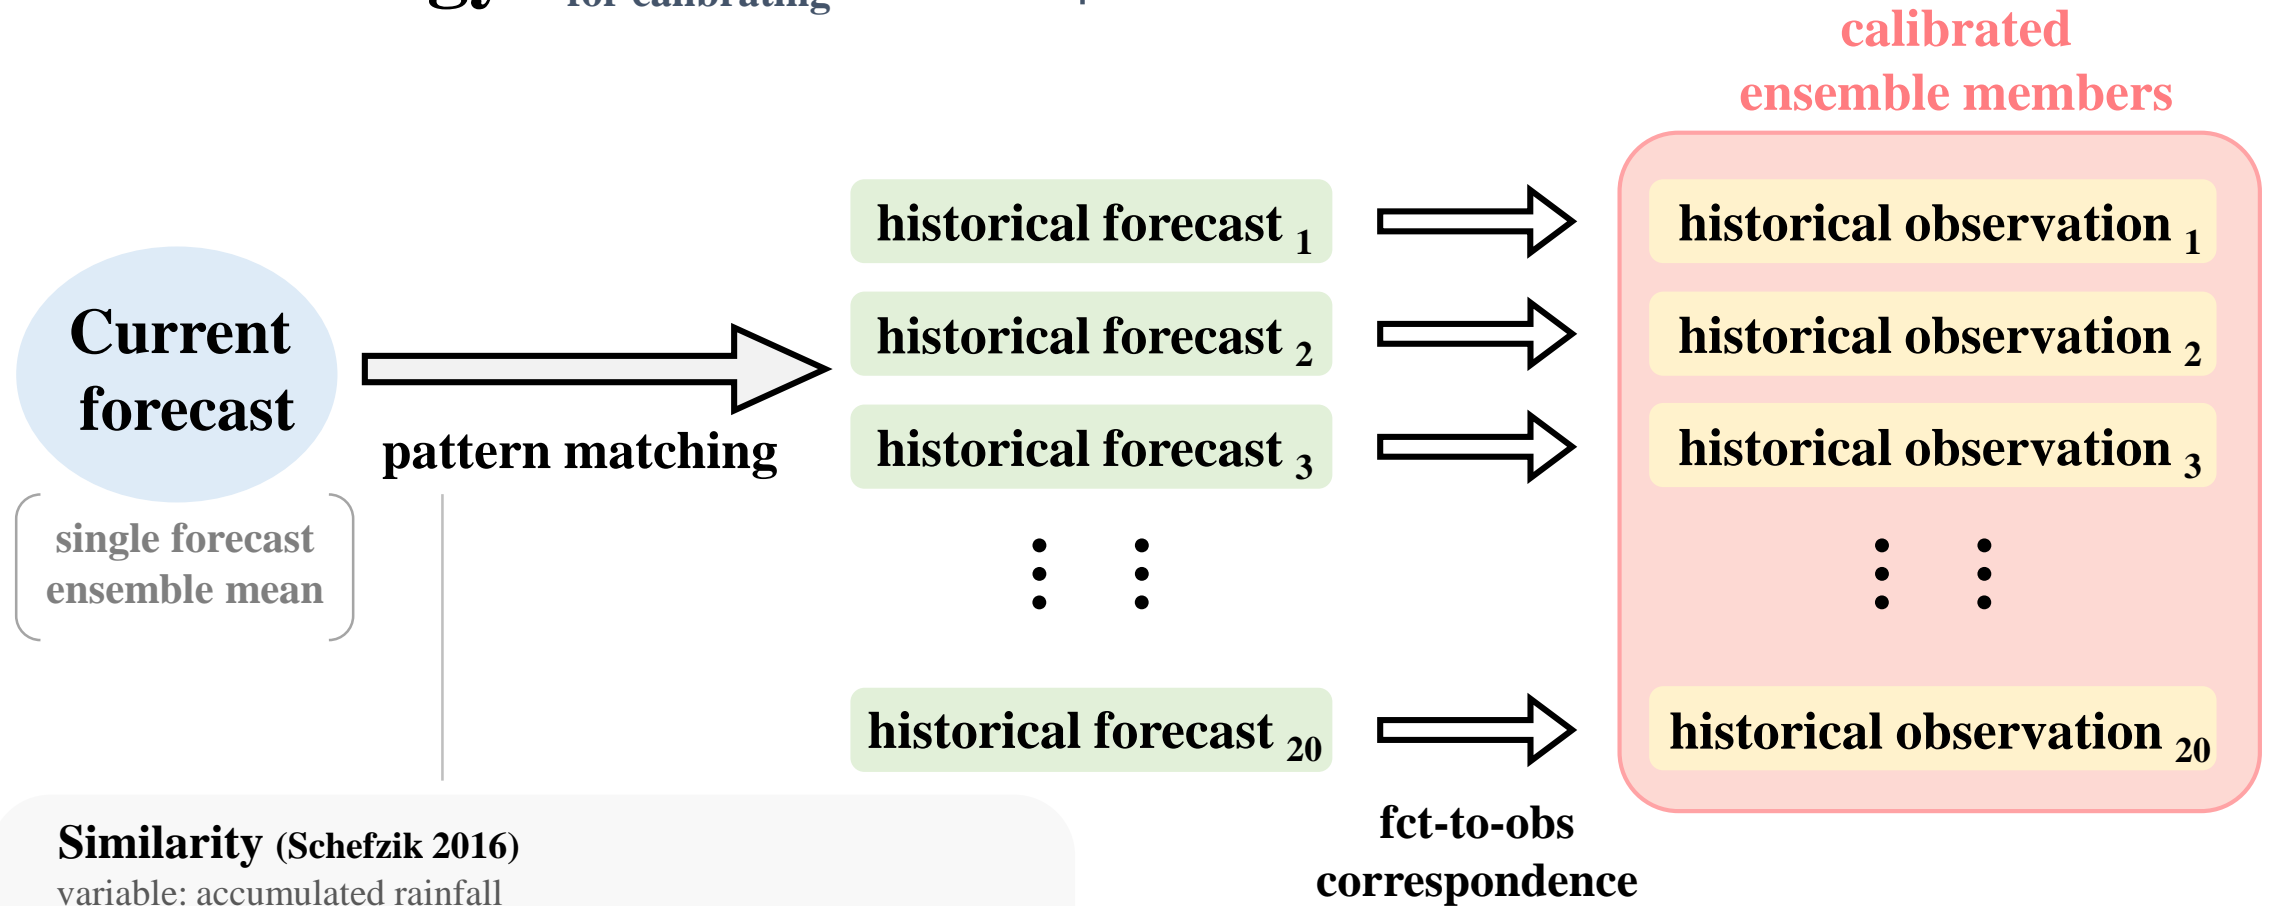 for calibrating
calibrated
ensemble members
historical forecast 1
historical observation 1
Current
forecast
historical forecast 2
historical observation 2
pattern matching
historical forecast 3
historical observation 3
single forecast
ensemble mean
historical forecast 20
historical observation 20
fct-to-obs
correspondence
Similarity (Schefzik 2016)
variable: accumulated rainfall